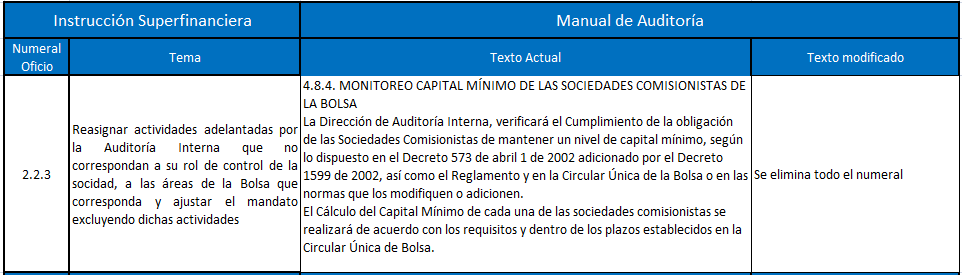 Instrucción Superfinanciera
Manual de Auditoría
Numeral
Oficio
Tema
Texto Actual
Texto modificado
2.2.3
Reasignar actividades adelantadas por
la Auditoría Interna que no
correspondan a su rol de control de la
socidad, a las áreas de la Bolsa que
corresponda y ajustar el mandato
excluyendo dichas actividades
4.8.4. MONITOREO CAPITAL MÍNIMO DE LAS SOCIEDADES COMISIONISTAS DE
LA BOLSA
La Dirección de Auditoría Interna, verificará el Cumplimiento de la obligación
de las Sociedades Comisionistas de mantener un nivel de capital mínimo, según
lo dispuesto en el Decreto 573 de abril 1 de 2002 adicionado por el Decreto
1599 de 2002, así como el Reglamento y en la Circular Única de la Bolsa o en las
normas que los modifiquen o adicionen.
El Cálculo del Capital Mínimo de cada una de las sociedades comisionistas se
realizará de acuerdo con los requisitos y dentro de los plazos establecidos en la
Circular Única de Bolsa.
Se elimina todo el numeral